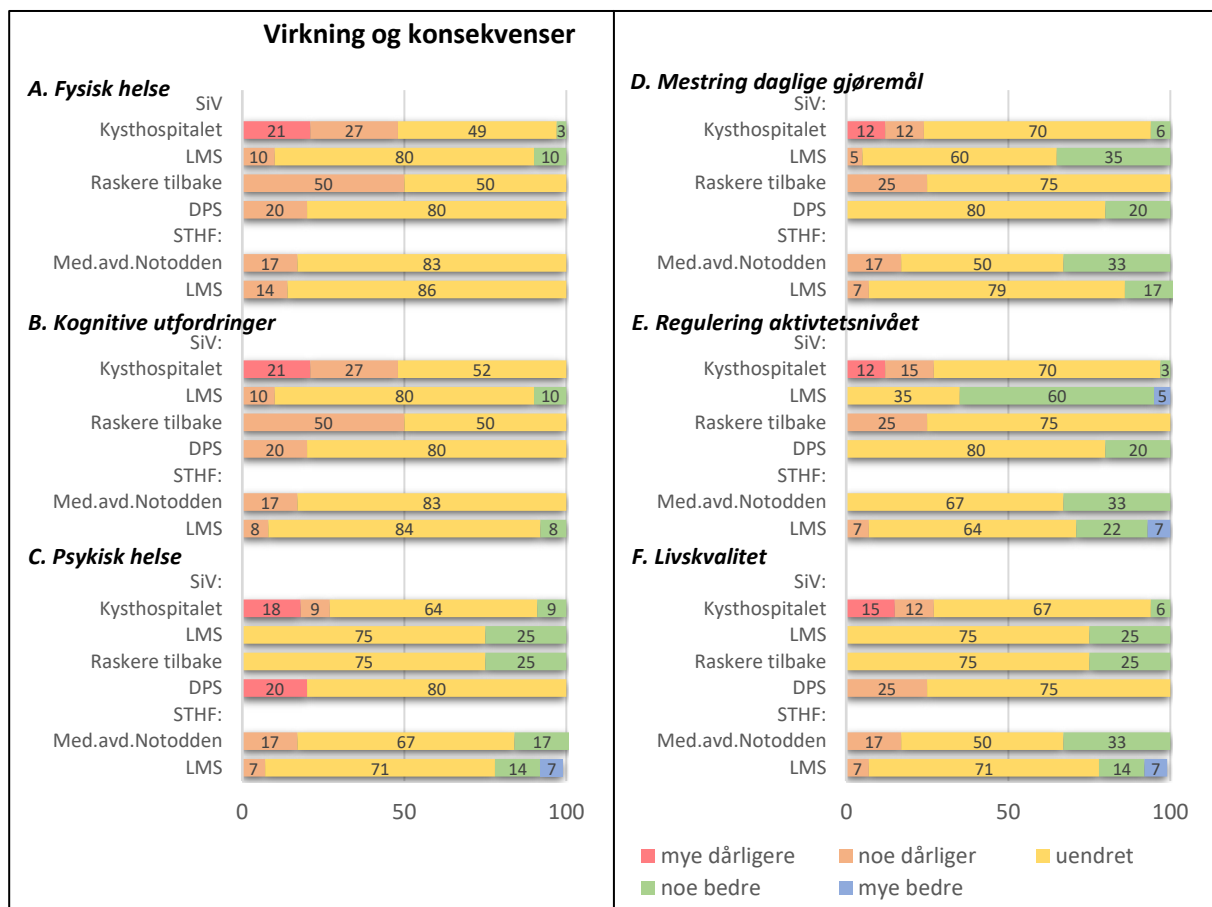 Virkning og konsekvenser
A. Fysisk helse
SiV
Kysthospitalet 21 27 49 3
LMS 10 80 10
Raskere tilbake 50 50
DPS 20 80
STHF:
Med.avd.Notodden 17 83
LMS 14 86
B. Kognitive utfordringer
SiV:
Kysthospitalet 21 27 52
LMS 10 80 10
Raskere tilbake 50 50
DPS 20 80
STHF:
Med.avd.Notodden 17 83
LMS 8 84 8
C. Psykisk helse
SiV:
Kysthospitalet 18 9 64 9
LMS 75 25
Raskere tilbake 75 25
DPS 20 80
STHF:
Med.avd.Notodden 17 67 17
LMS 7 71 14 7
0 50 100
D. Mestring daglige gjøremål
SiV:
Kysthospitalet 12 12 70 6
LMS 5 60 35
Raskere tilbake 25 75
DPS 80 20
STHF:
Med.avd.Notodden 17 50 33
LMS 7 79 17
E. Regulering aktivtetsnivået
SiV:
Kysthospitalet 12 15 70 3
LMS 35 60 5
Raskere tilbake 25 75
DPS 80 20
STHF:
Med.avd.Notodden 67 33
LMS 7 64 22 7
F. Livskvalitet
SiV:
Kysthospitalet 15 12 67 6
LMS 75 25
Raskere tilbake 75 25
DPS 25 75
STHF:
Med.avd.Notodden 17 50 33
LMS 7 71 14 7
0 50 100
mye dårligere noe dårliger uendret
noe bedre mye bedre